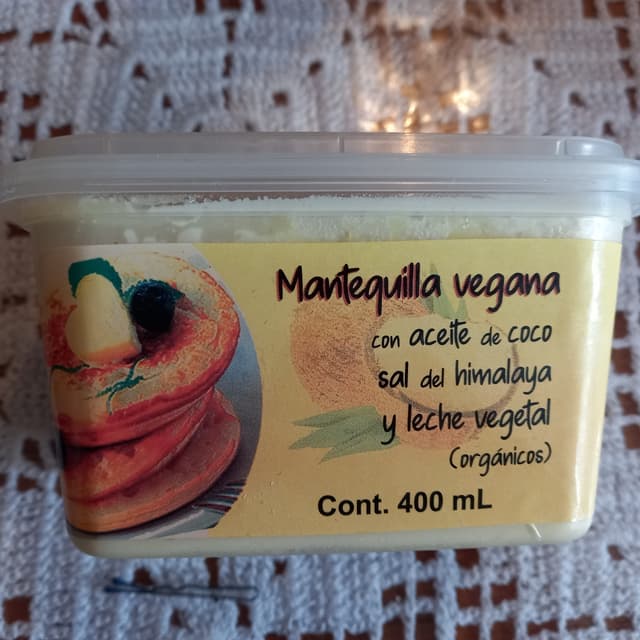 Mantequilla vegana
con aceite de coco
sal del himalaya
y leche vegetal
(orgánicos)
Cont. 400 mL